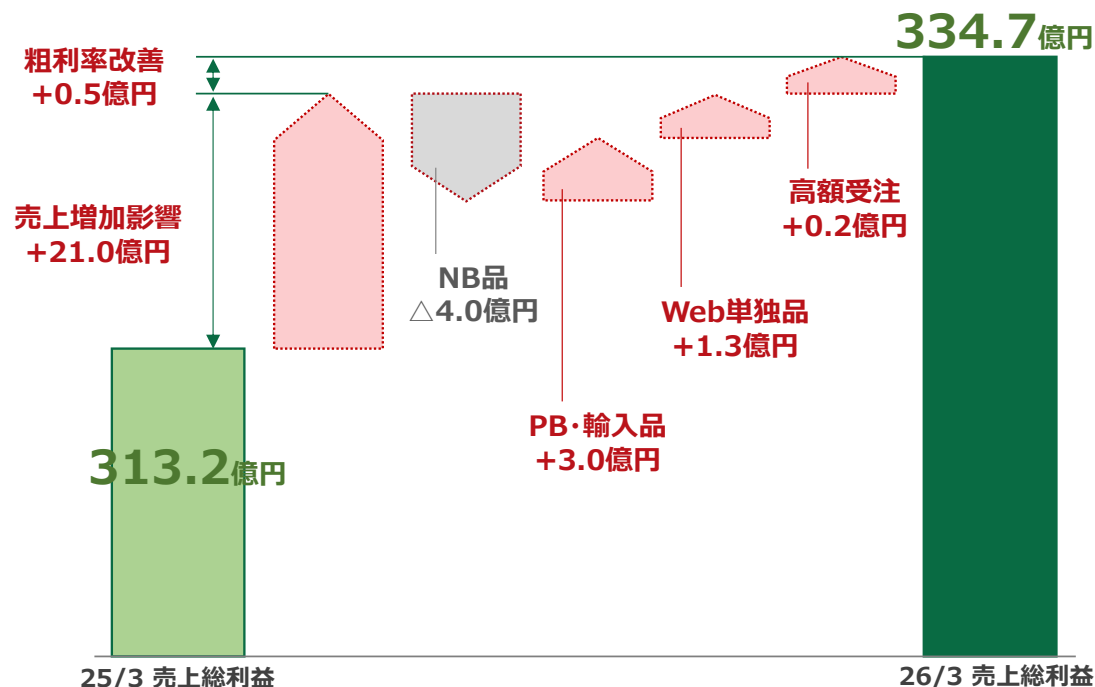 334.7億円
粗利率改善
+0.5億円
売上増加影響
+21.0億円
高額受注
+0.2億円
NB品
△4.0億円
Web単独品
+1.3億円
PB・輸入品
+3.0億円
313.2億円
25/3 売上総利益
26/3 売上総利益